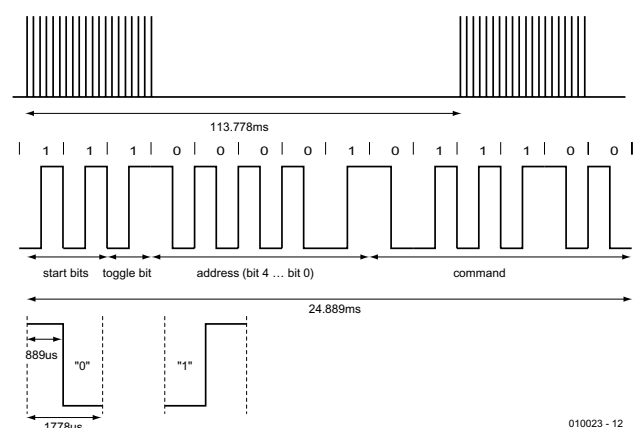 113.778ms
1 1 1 0 0 0 0 1 0 1 1 1 0 0
start bits toggle bit address (bit 4 … bit 0) command
24.889ms
889us "0" "1"
1778us
010023 - 12